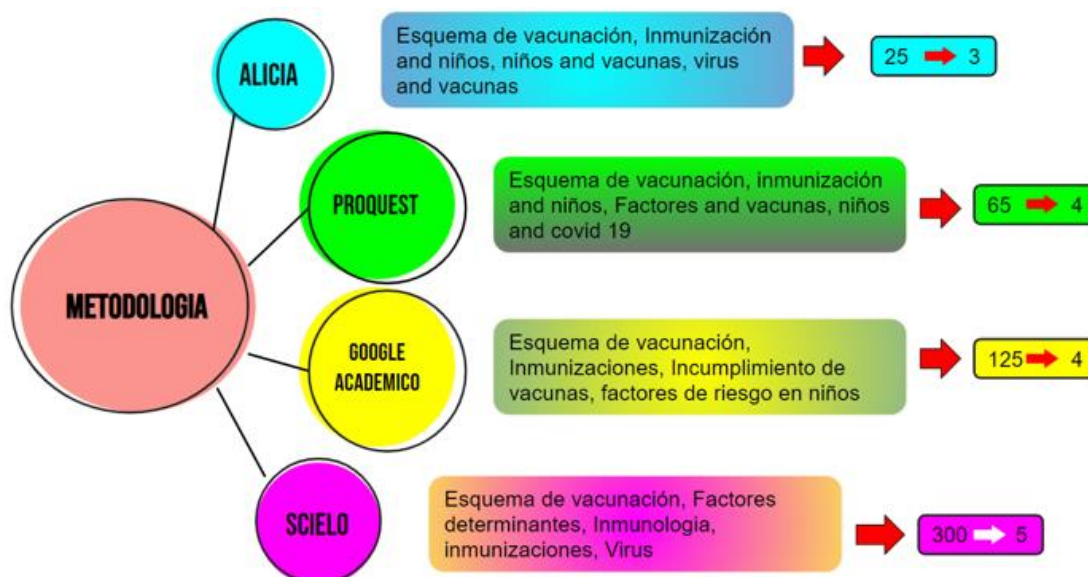 ALICIA
Esquema de vacunación, Inmunización
and niños, niños and vacunas, virus
and vacunas
25 3
PROQUEST
Esquema de vacunación, inmunización
and niños, Factores and vacunas, niños
and covid 19
65 4
METODOLOGIA
GOOGLE
ACADEMICO
Esquema de vacunación,
Inmunizaciones, Incumplimiento de
vacunas, factores de riesgo en niños
125 4
SCIELO
Esquema de vacunación, Factores
determinantes, Inmunologia,
inmunizaciones, Virus
300 5